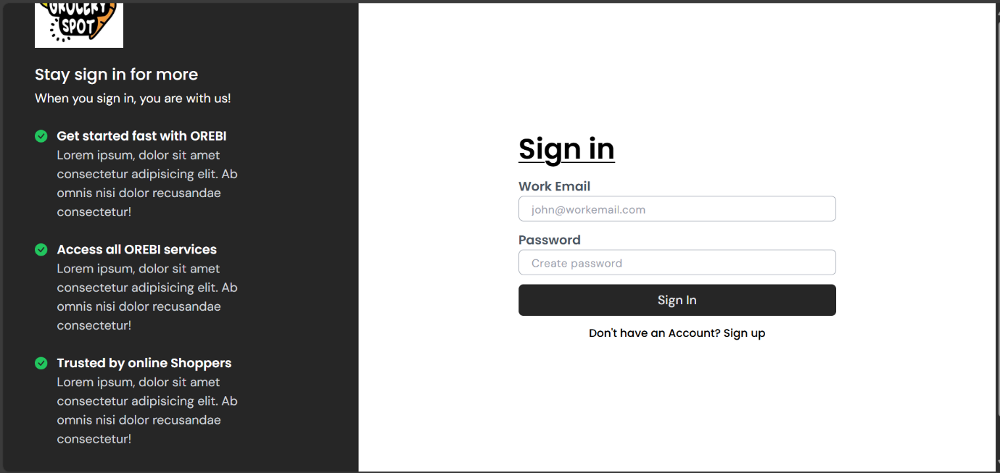 GROCERY
SPOT
Stay sign in for more
When you sign in, you are with us!
Get started fast with OREBI
Lorem ipsum, dolor sit amet
consectetur adipisicing elit. Ab
omnis nisi dolor recusandae
consectetur!
Access all OREBI services
Lorem ipsum, dolor sit amet
consectetur adipisicing elit. Ab
omnis nisi dolor recusandae
consectetur!
Trusted by online Shoppers
Lorem ipsum, dolor sit amet
consectetur adipisicing elit. Ab
omnis nisi dolor recusandae
consectetur!
Sign in
Work Email
john@workemail.com
Password
Create password
Sign In
Don't have an Account? Sign up